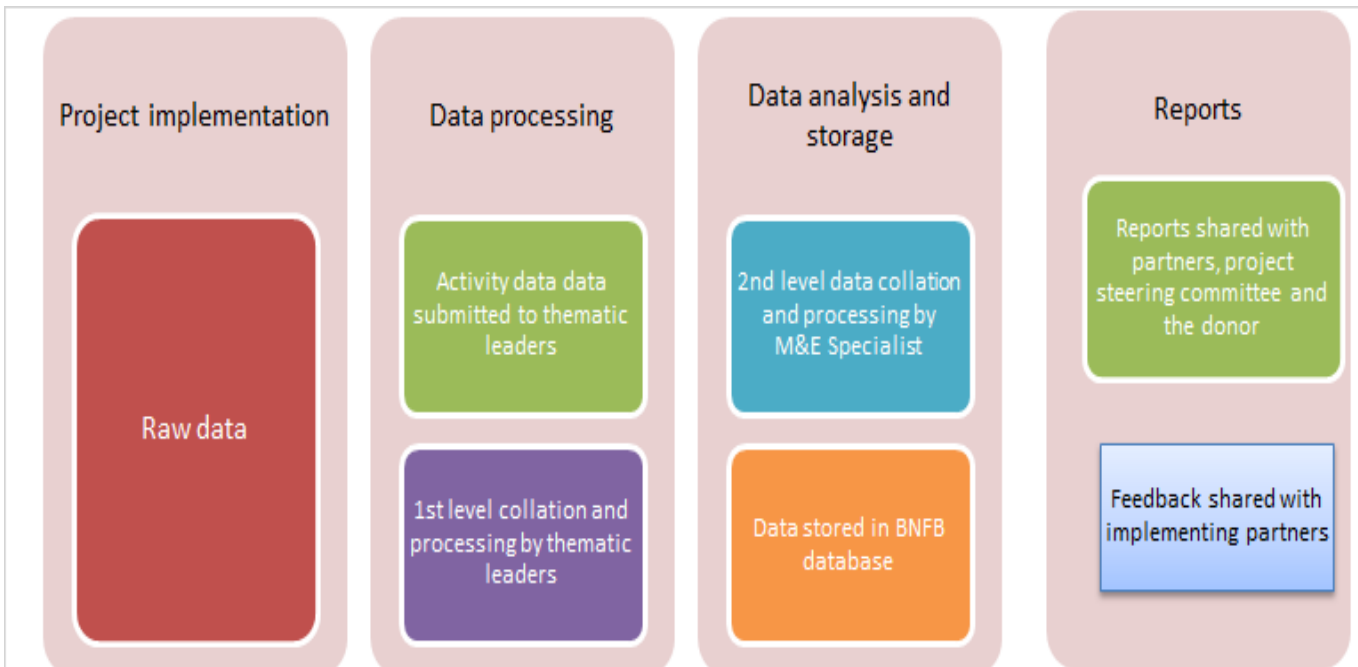 Project implementation
Raw data
Data processing
Activity data data
submitted to thematic
leaders
1st level collation and
processing by thematic
leaders
Data analysis and
storage
2nd level data collation
and processing by
M&E Specialist
Data stored in BNFB
database
Reports
Reports shared with
partners, project
steering committee and
the donor
Feedback shared with
implementing partners